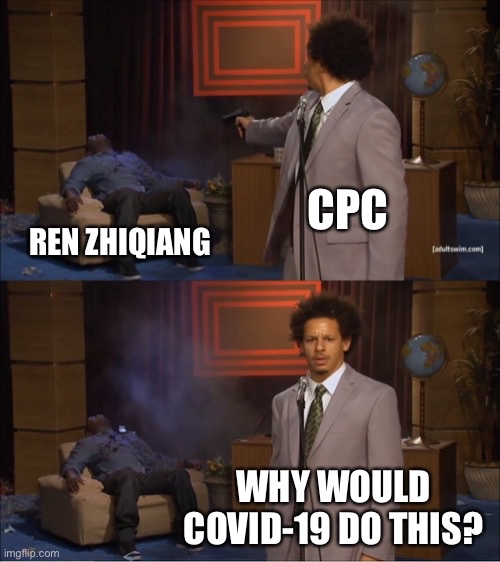 CPC
REN ZHIQIANG
[adultswim.com]
WHY WOULD
COVID-19 DO THIS?
imgflip.com